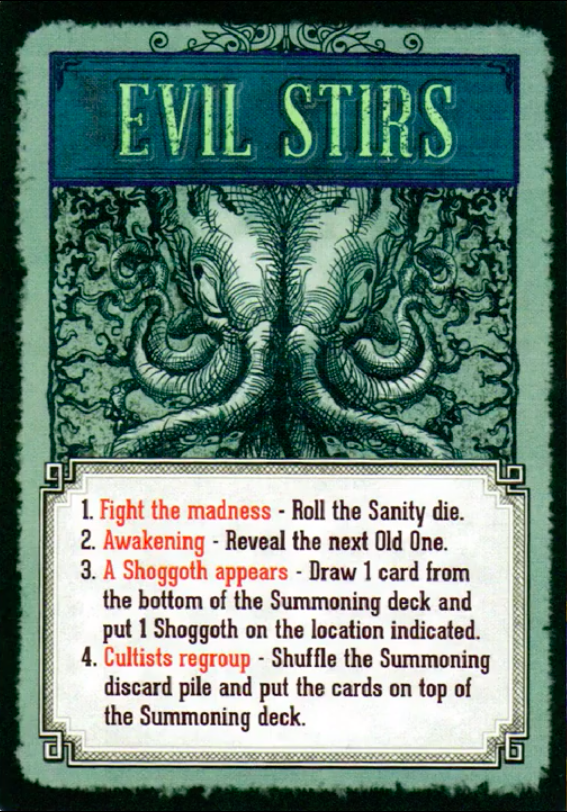 EVIL STIRS
1. Fight the madness - Roll the Sanity die.
2. Awakening - Reveal the next Old One.
3. A Shoggoth appears - Draw 1 card from
the bottom of the Summoning deck and
put 1 Shoggoth on the location indicated.
4. Cultists regroup - Shuffle the Summoning
discard pile and put the cards on top of
the Summoning deck.